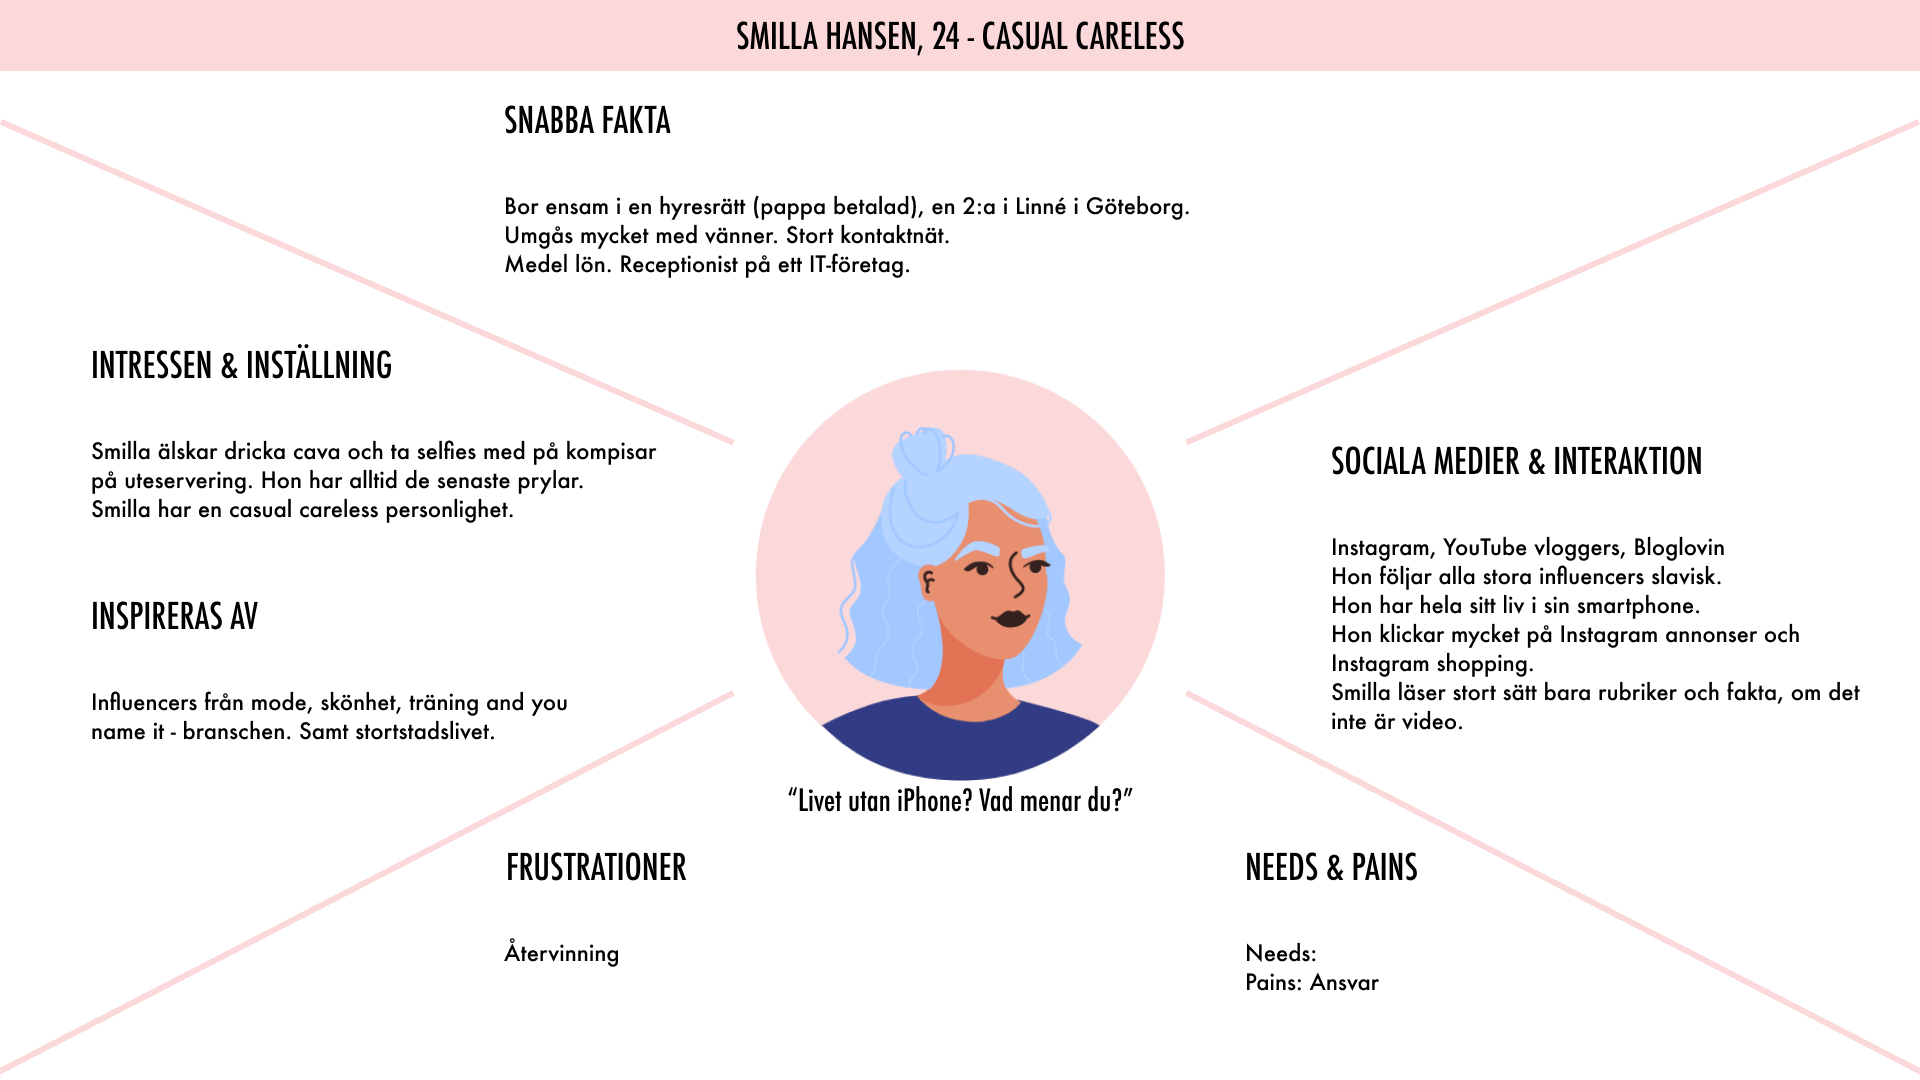 SMILLA HANSEN, 24 - CASUAL CARELESS
SNABBA FAKTA
Bor ensam i en hyresrätt (pappa betalad), en 2:a i Linné i Göteborg.
Umgås mycket med vänner. Stort kontaktnät.
Medel lön. Receptionist på ett IT-företag.
INTRESSEN & INSTÄLLNING
Smilla älskar dricka cava och ta selfies med på kompisar
på uteservering. Hon har alltid de senaste prylar.
Smilla har en casual careless personlighet.
INSPIRERAS AV
Influencers från mode, skönhet, träning and you
name it - branschen. Samt stortstadslivet.
SOCIALA MEDIER & INTERAKTION
Instagram, YouTube vloggers, Bloglovin
Hon följar alla stora influencers slavisk.
Hon har hela sitt liv i sin smartphone.
Hon klickar mycket på Instagram annonser och
Instagram shopping.
Smilla läser stort sätt bara rubriker och fakta, om det
inte är video.
“Livet utan iPhone? Vad menar du?”
FRUSTRATIONER
Återvinning
NEEDS & PAINS
Needs:
Pains: Ansvar